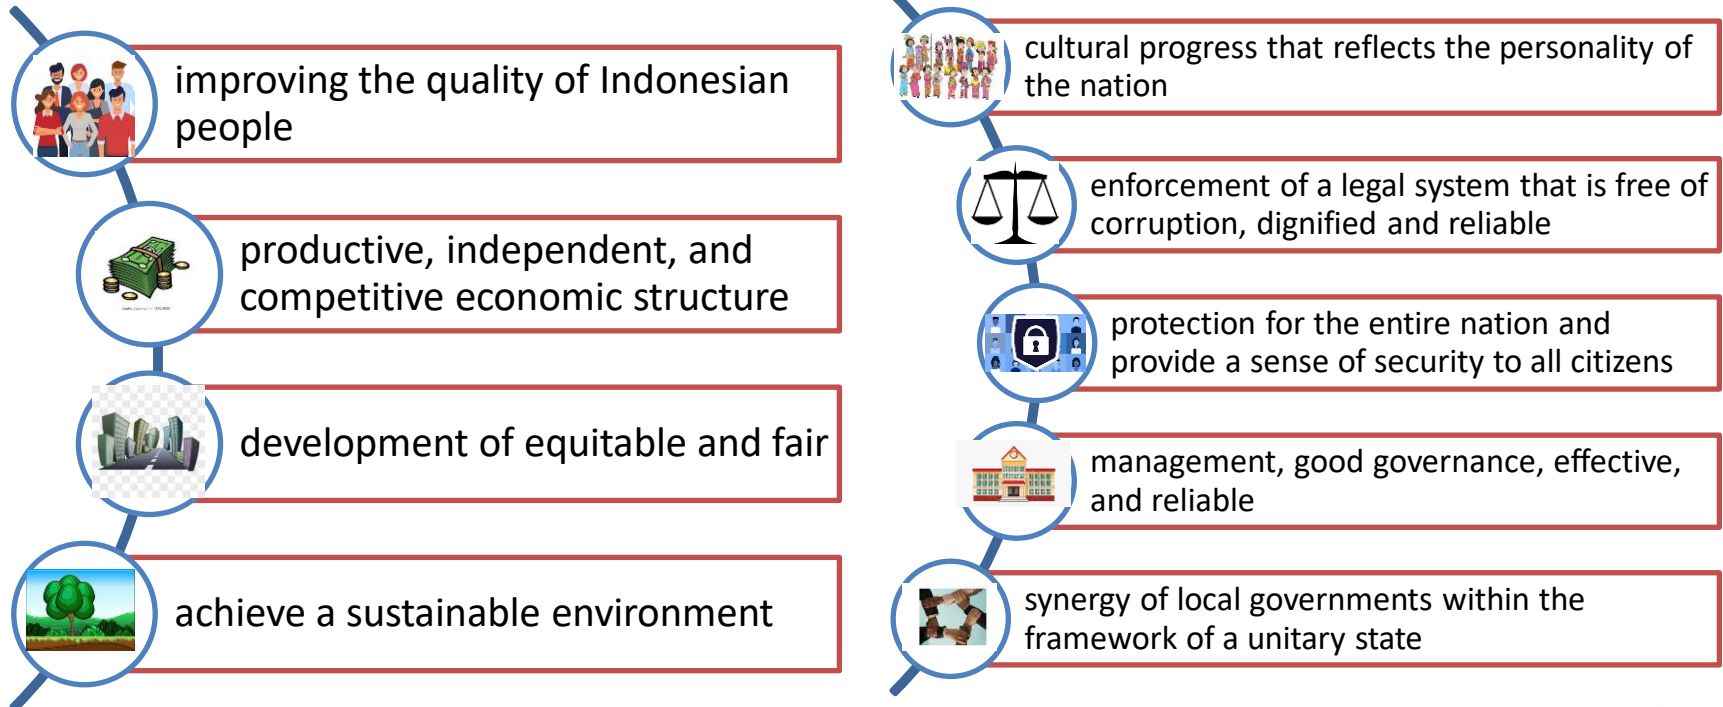 improving the quality of Indonesian
people
productive, independent, and
competitive economic structure
development of equitable and fair
achieve a sustainable environment
cultural progress that reflects the personality of
the nation
enforcement of a legal system that is free of
corruption, dignified and reliable
protection for the entire nation and
provide a sense of security to all citizens
management, good governance, effective,
and reliable
synergy of local governments within the
framework of a unitary state